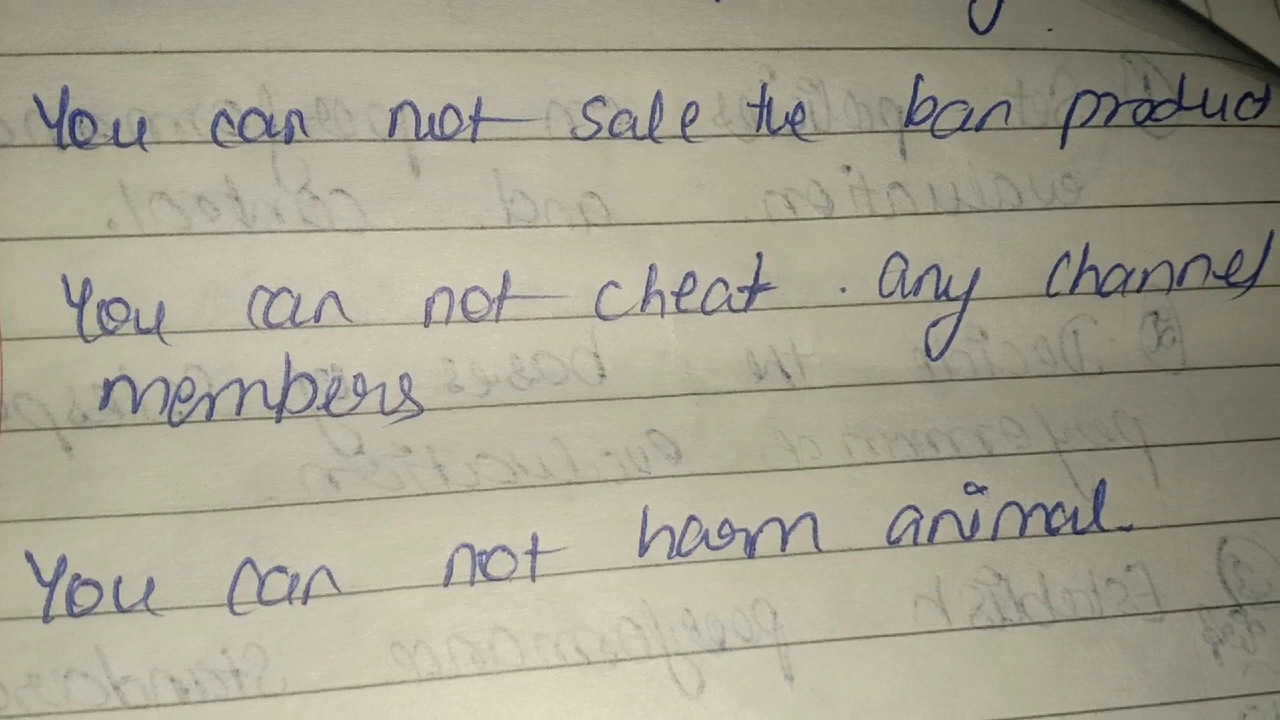 You can not sale the ban product
You can not cheat. any channel
members
You can not harm animal.